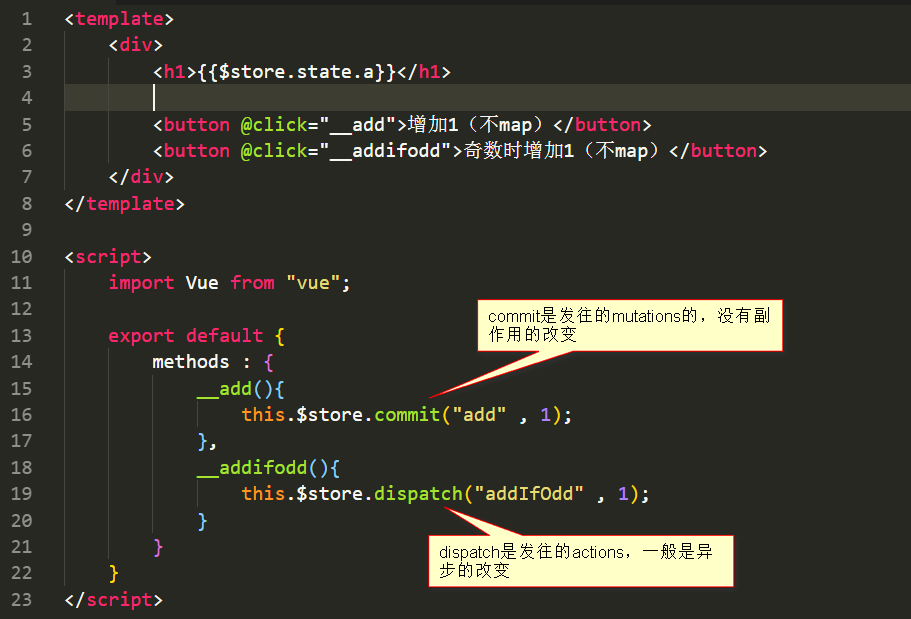 1 <template>
2 <div>
3 <h1>{{$store.state.a}}</h1>
4
5 <button @click="__add">增加1（不map）</button>
6 <button @click="__addifodd">奇数时增加1（不map）</button>
7 </div>
8 </template>
9
10 <script>
11 import Vue from "vue";
12
commit是发往的mutations的，没有副
作用的改变
13 export default {
14 methods : {
15 __add(){
16 this.$store.commit("add" , 1);
17 },
18 __addifodd(){
19 this.$store.dispatch("addIfOdd" , 1);
20 }
dispatch是发往的actions，一般是异
步的改变
21 }
22 }
23 </script>